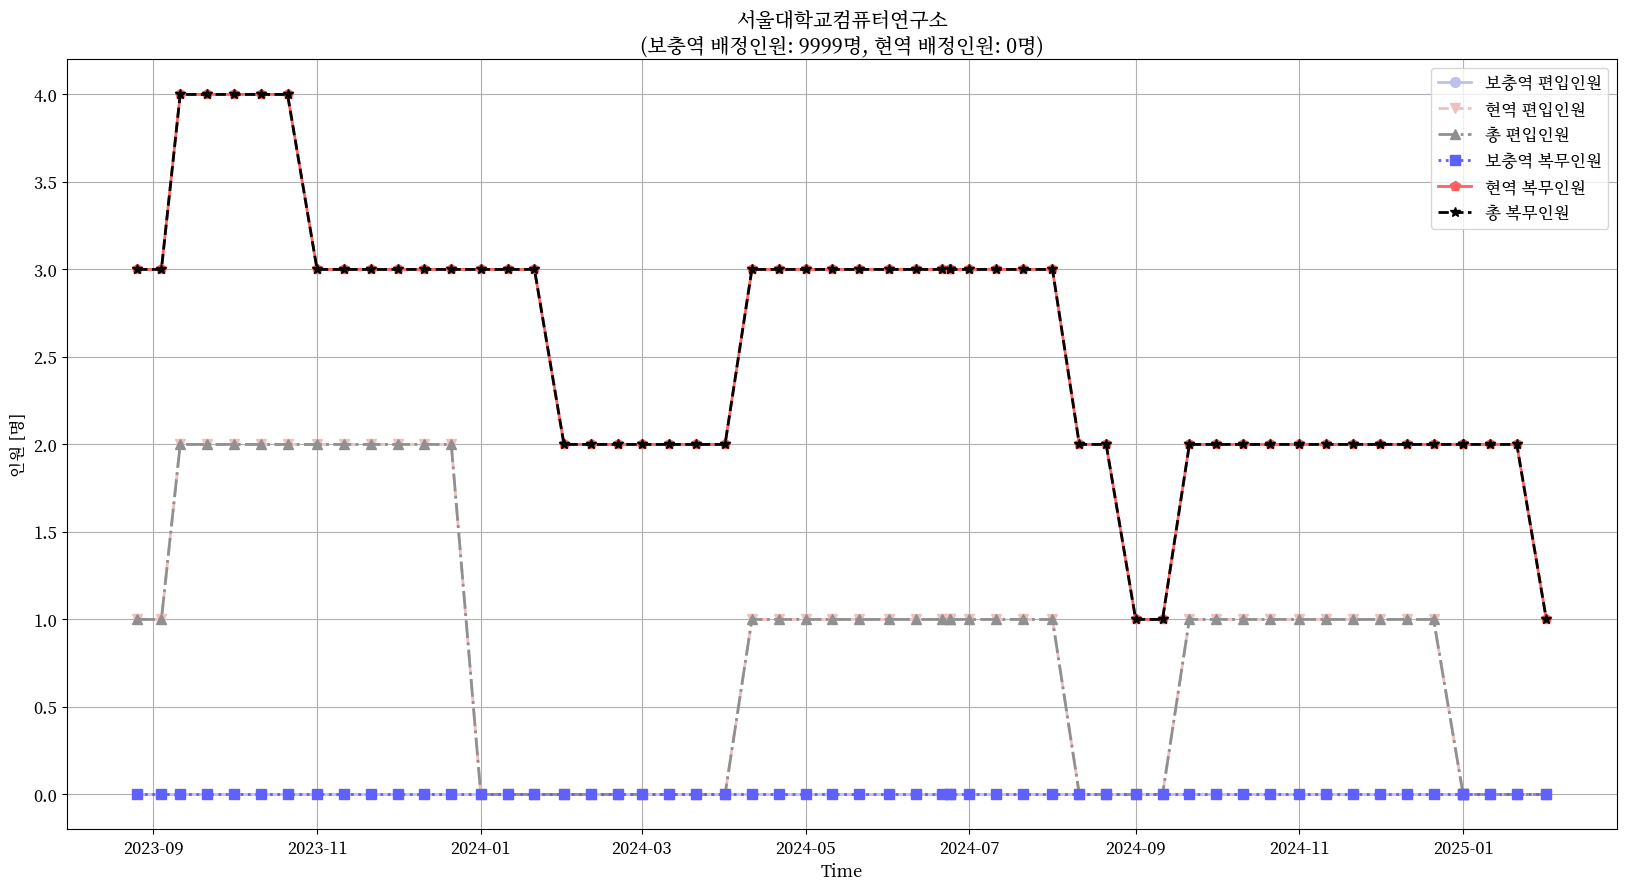 서울대학교컴퓨터연구소
(보충역 배정인원: 9999명, 현역 배정인원: 0명)
보충역 편입인원
현역 편입인원
총 편입인원
보충역 복무인원
현역 복무인원
총 복무인원
인원 [명]
4.0
3.5
3.0
2.5
2.0
1.5
1.0
0.5
0.0
2023-09 2023-11 2024-01 2024-03 2024-05 2024-07 2024-09 2024-11 2025-01
Time